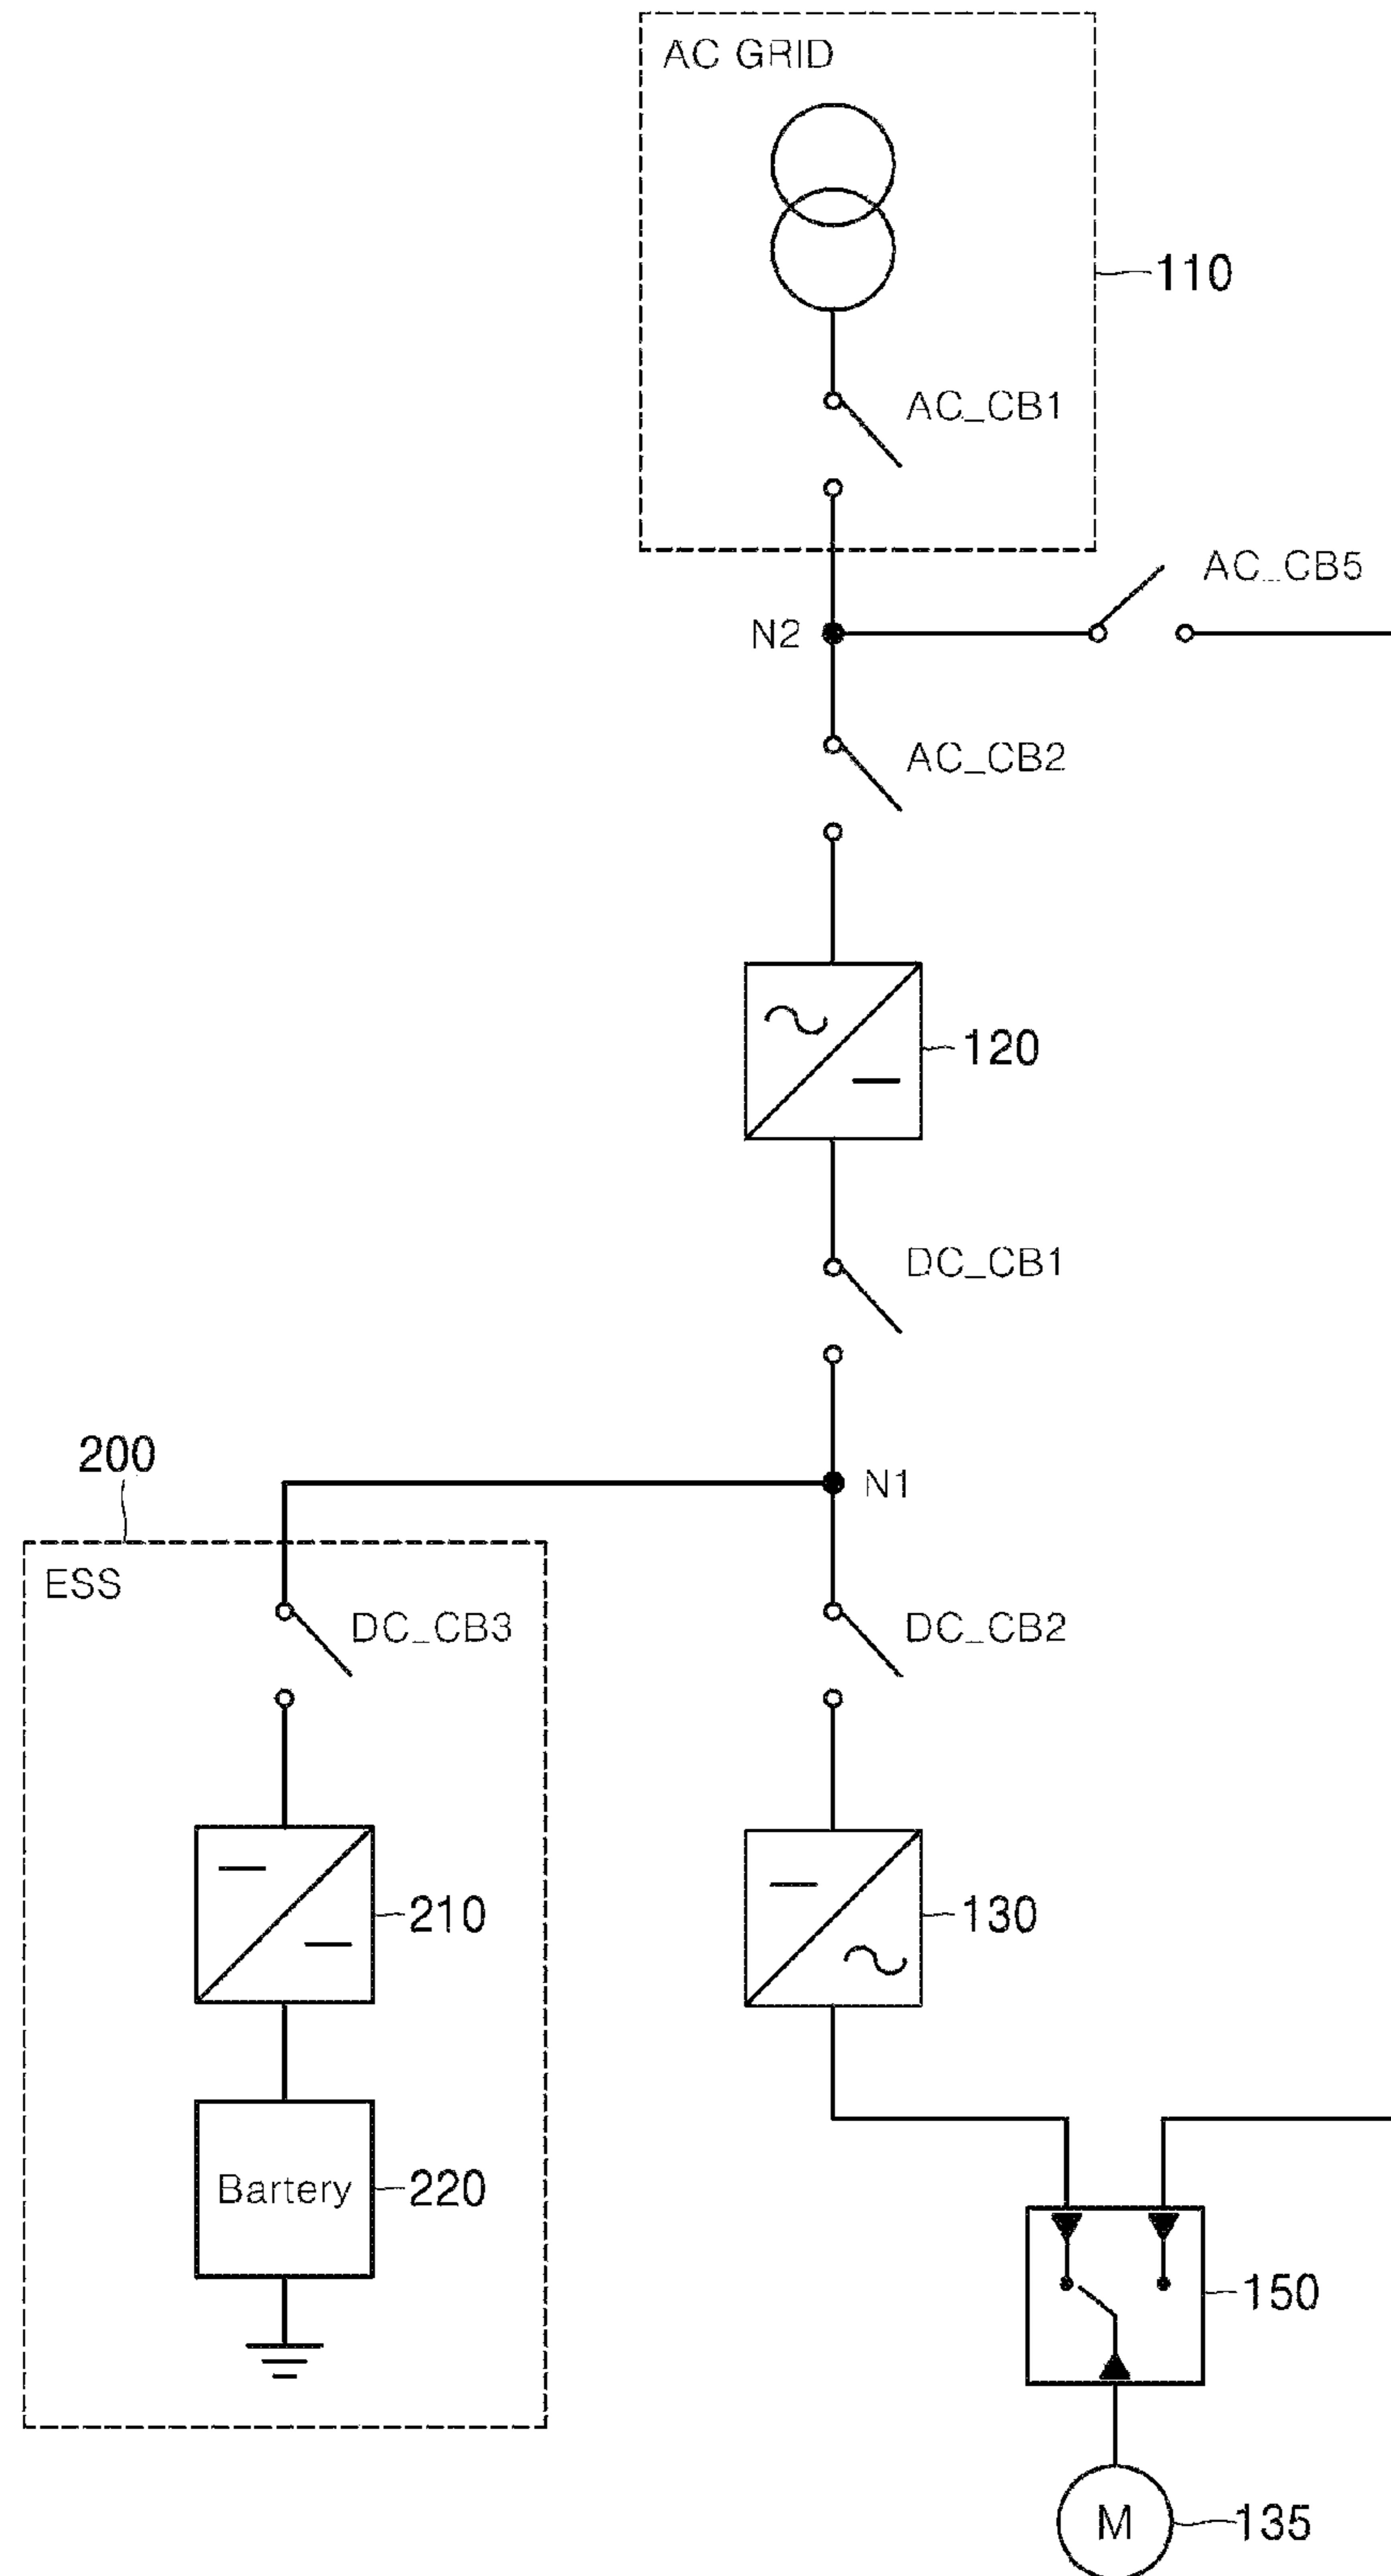 AC GRID
110
AC_CB1
AC_CB5
N2
AC_CB2
120
DC_CB1
200
N1
ESS
DC_CB3
DC_CB2
210
130
Bartery
220
150
M
135